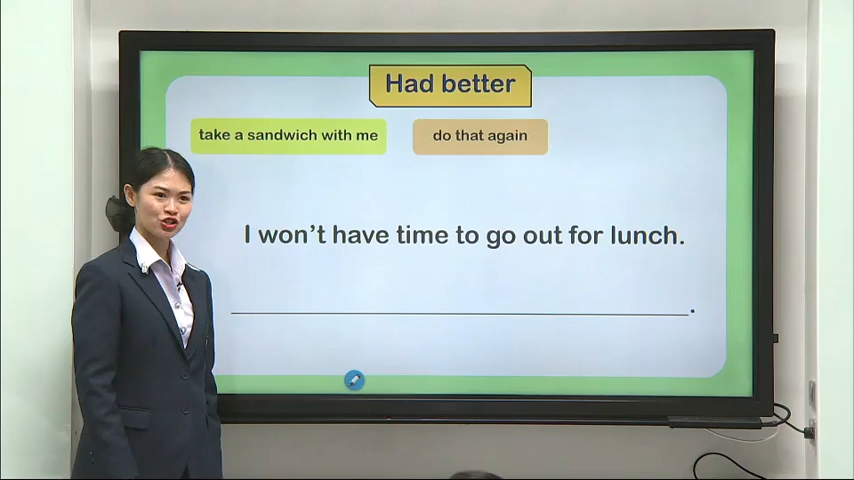 Had better
take a sandwich with me
do that again
I won't have time to go out for lunch.
.